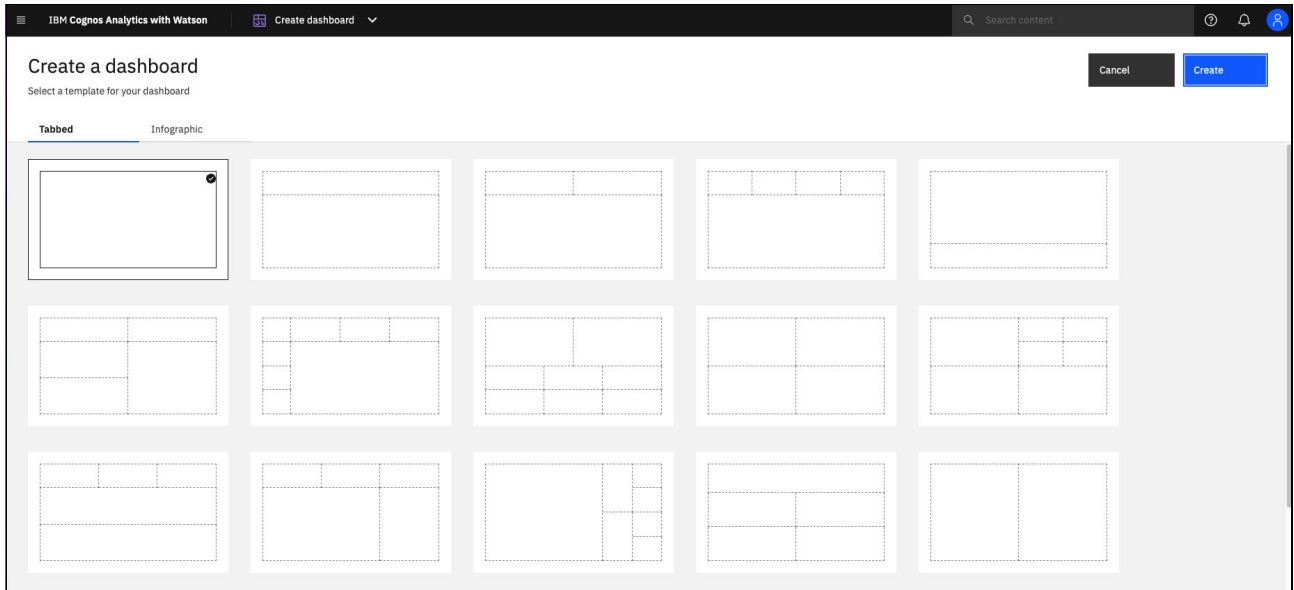 IBM Cognos Analytics with Watson
Create dashboard
Search content
Create a dashboard
Cancel
Create
Select a template for your dashboard
Tabbed
Infographic